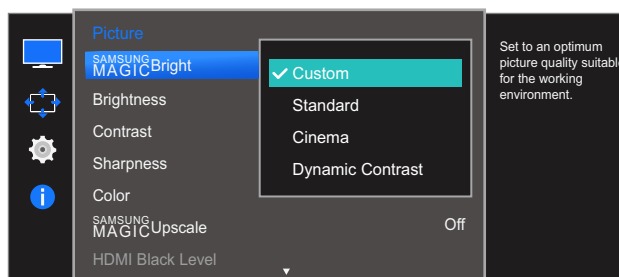 Picture
SAMSUNG
MAGICBright
Brightness
Contrast
Sharpness
Color
SAMSUNG
MAGICUpscale
Off
HDMI Black Level
Custom
Standard
Cinema
Dynamic Contrast
Set to an optimum
picture quality suitable
for the working
environment.